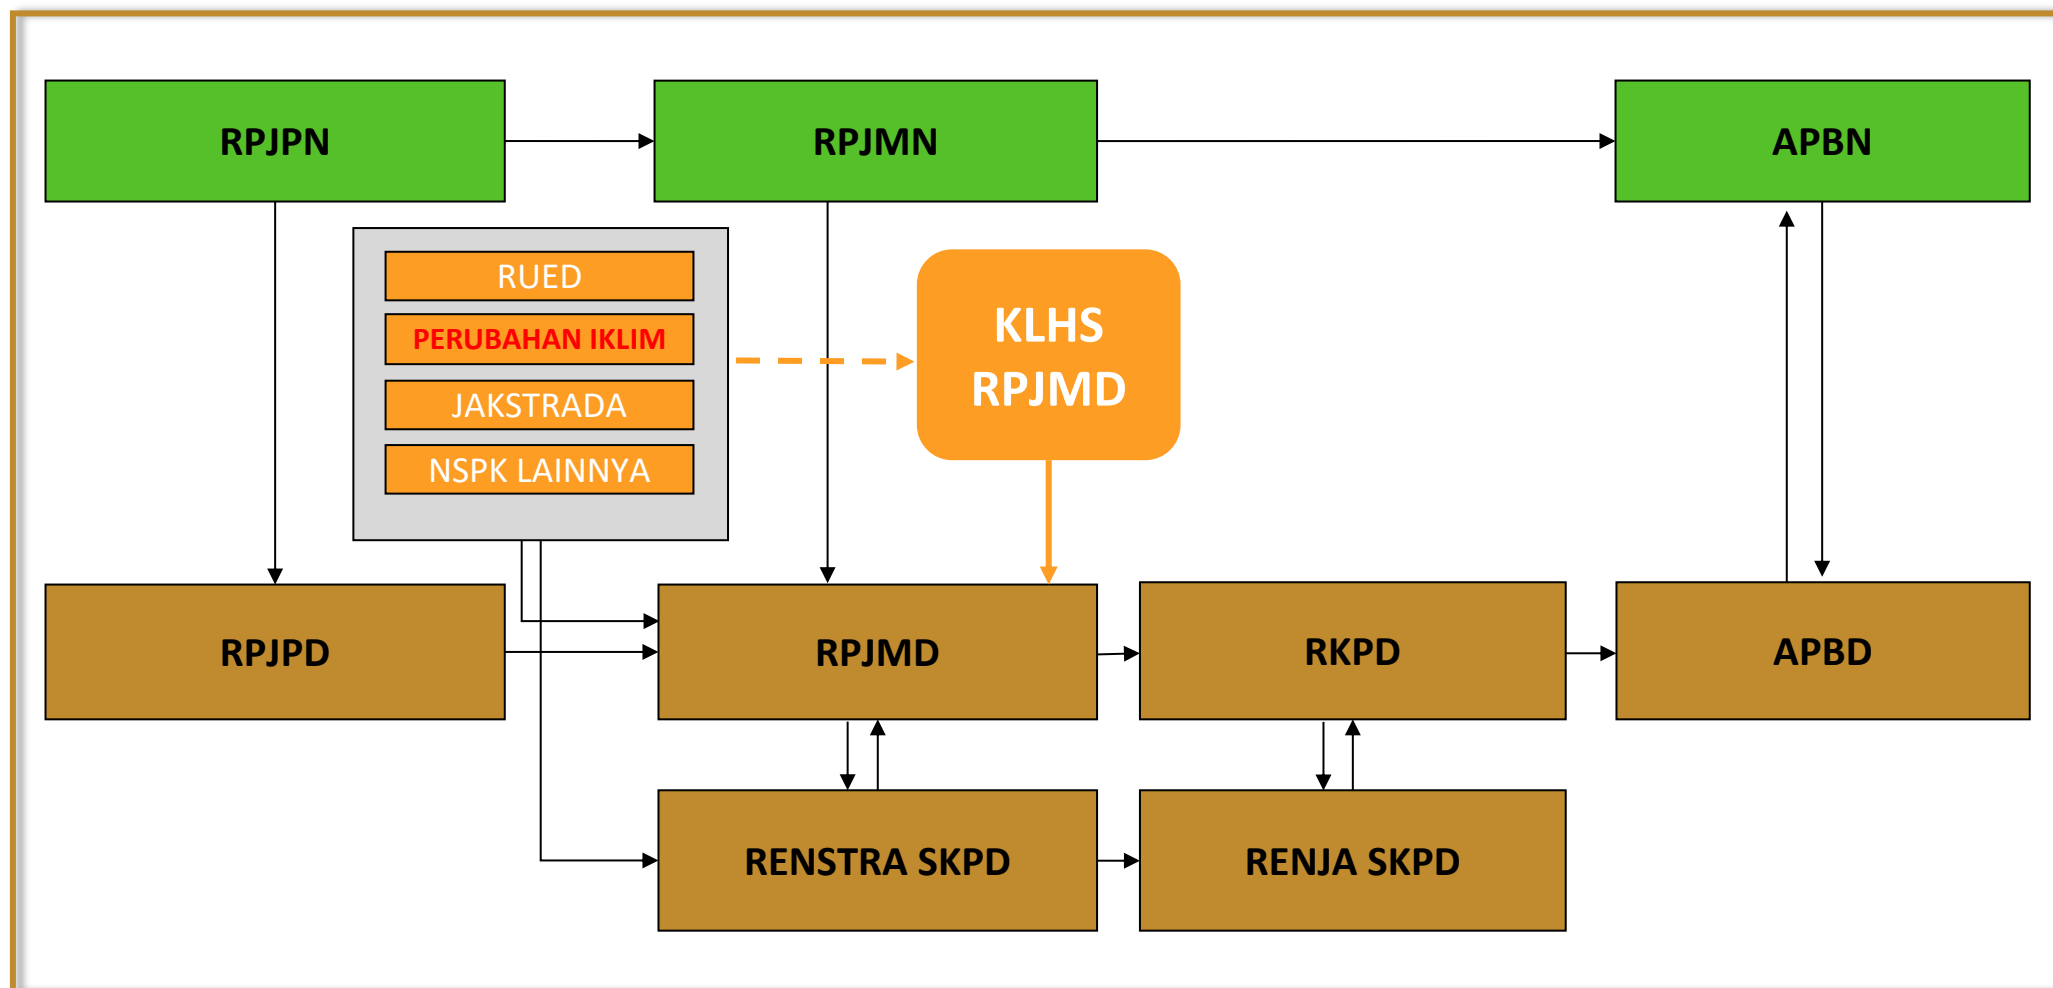 RPJPN
RPJMN
APBN
RUED
PERUBAHAN IKLIM
JAKSTRADA
NSPK LAINNYA
KLHS
RPJMD
RPJPD
RPJMD
RKPD
APBD
RENSTRA SKPD
RENJA SKPD